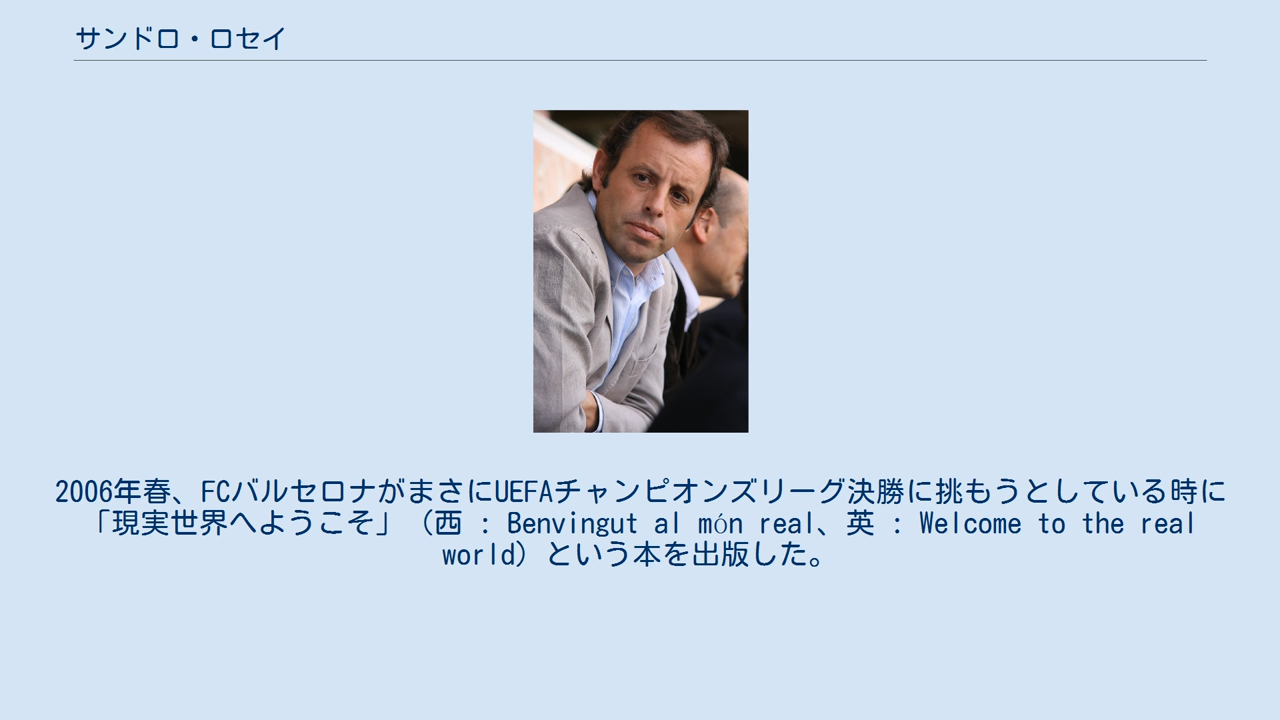 サンドロ・ロセイ
2006年春、FCバルセロナがまさにUEFAチャンピオンズリーグ決勝に挑もうとしている時に
「現実世界へようこそ」（西 : Benvingut al món real、英 : Welcome to the real
world）という本を出版した。